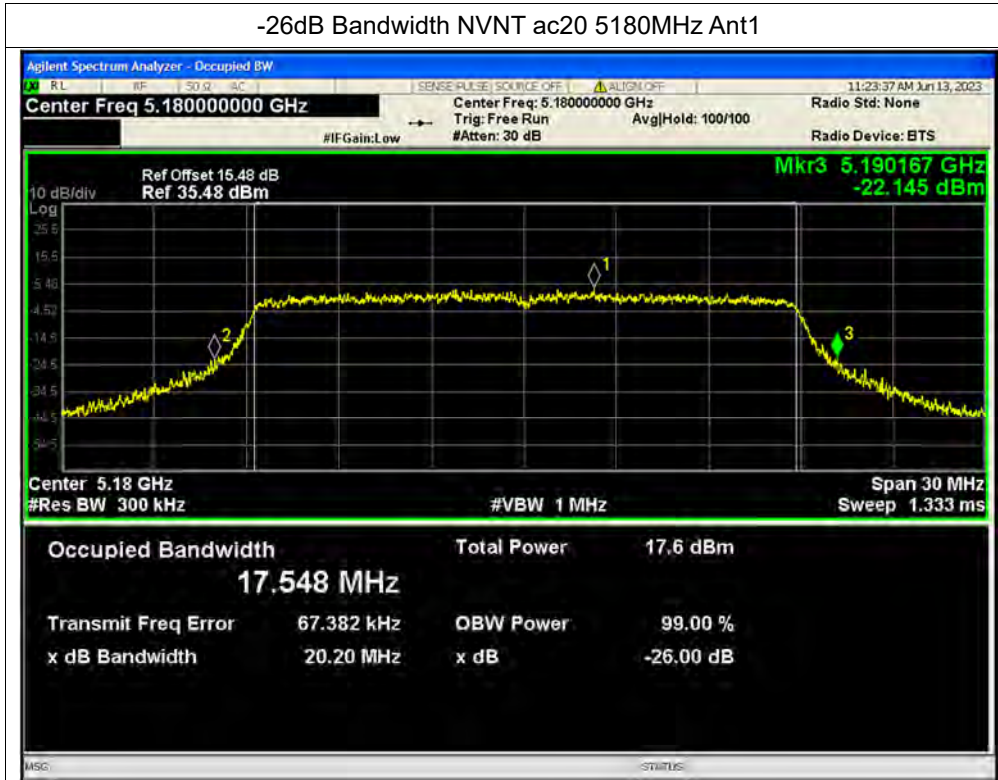 -26dB Bandwidth NVNT ac20 5180MHz Ant1
Agilent Spectrum Analyzer - Occupied BW
RL RF 50 Ω AC SENSE:PULSE SOURCE OFF ALIGN OFF 11:23:37 AM Jun 13, 2023
Center Freq 5.180000000 GHz Center Freq: 5.180000000 GHz Radio Std: None
Trig: Free Run Avg|Hold: 100/100
#IFGain:Low #Atten: 30 dB Radio Device: BTS
Mkr3 5.190167 GHz
-22.145 dBm
Ref Offset 15.48 dB
10 dB/div Ref 35.48 dBm
Log
25.5
15.5
5.48
-4.52
-14.5
-24.5
-34.5
-44.5
-54.5
1
2
3
Center 5.18 GHz Span 30 MHz
#Res BW 300 kHz #VBW 1 MHz Sweep 1.333 ms
Occupied Bandwidth Total Power 17.6 dBm
17.548 MHz
Transmit Freq Error 67.382 kHz OBW Power 99.00 %
x dB Bandwidth 20.20 MHz x dB -26.00 dB
MSG STATUS